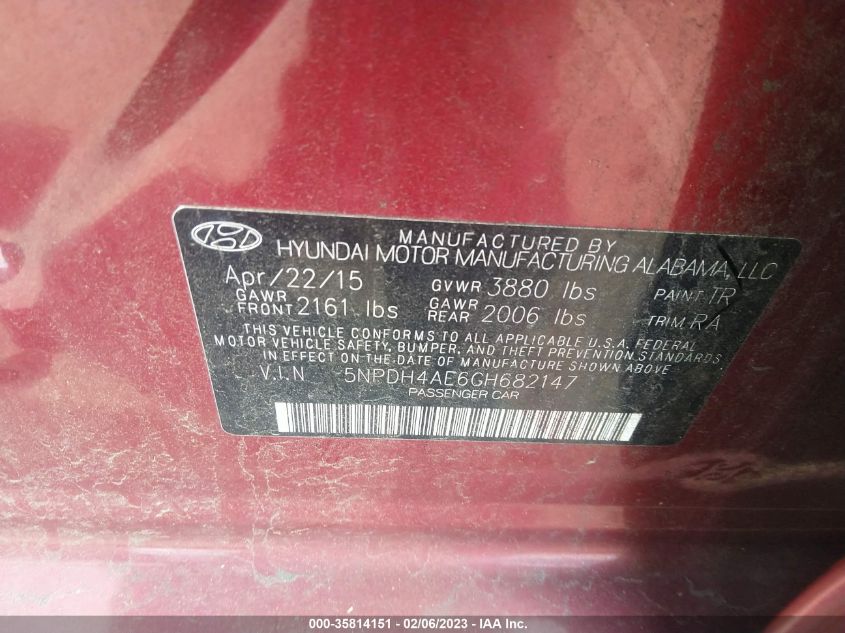 MANUFACTURED BY
HYUNDAI MOTOR MANUFACTURING ALABAMA, LLC
Apr/22/15 GVWR 3880 lbs PAINT TR
GAWR FRONT 2161 lbs GAWR REAR 2006 lbs TRIM RA
THIS VEHICLE CONFORMS TO ALL APPLICABLE U.S.A. FEDERAL
MOTOR VEHICLE SAFETY, BUMPER, AND THEFT PREVENTION STANDARDS
IN EFFECT ON THE DATE OF MANUFACTURE SHOWN ABOVE
V.I.N 5NPDH4AE6GH682147
PASSENGER CAR
000-35814151 - 02/06/2023 - IAA Inc.